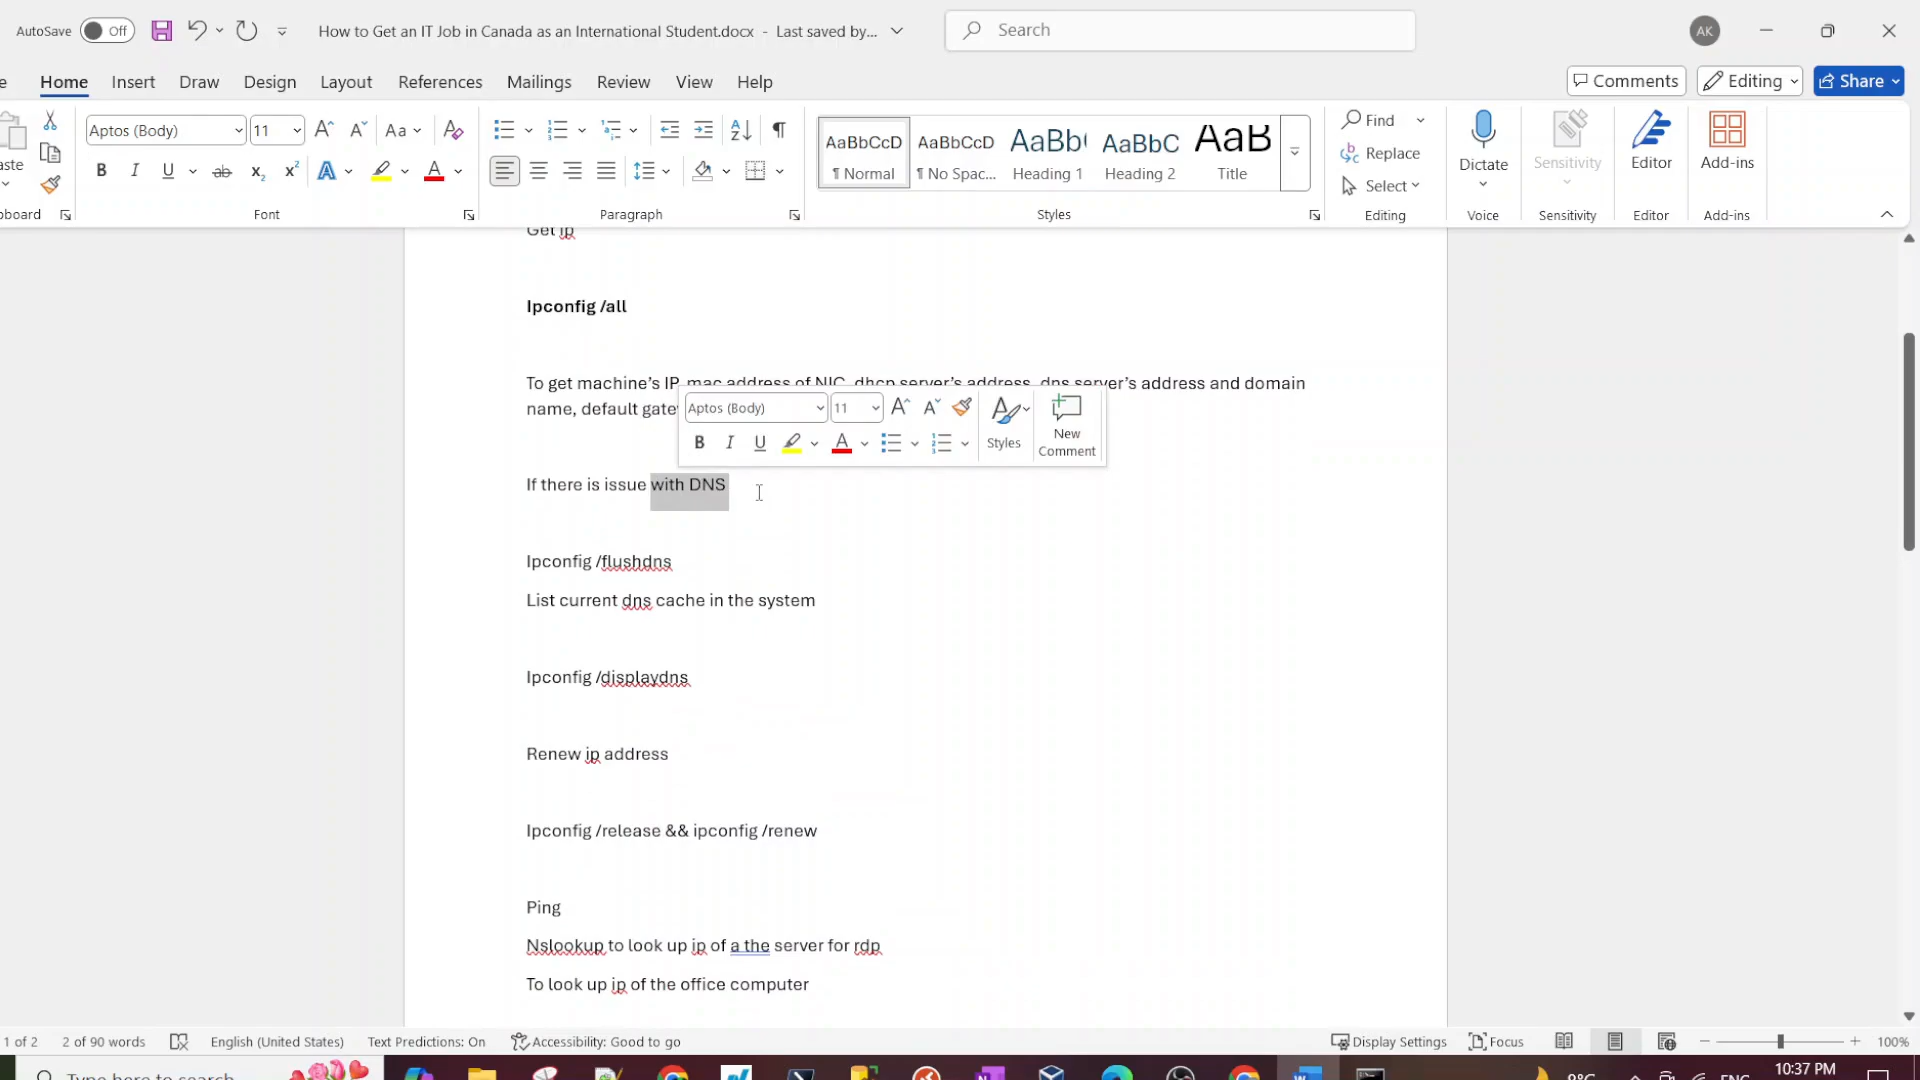 AutoSave Off How to Get an IT Job in Canada as an International Student.docx - Last saved by... Search AK
Home Insert Draw Design Layout References Mailings Review View Help Comments Editing Share
Aptos (Body) 11 Aa
AaBbCcD AaBbCcD AaBb( AaBbC AaB
¶ Normal ¶ No Spac... Heading 1 Heading 2 Title
Find
Replace
Select
Dictate Sensitivity Editor Add-ins
Font Paragraph Styles Editing Voice Sensitivity Editor Add-ins
Get ip
Ipconfig /all
To get machine's IP, mac address of NIC, dhcp server's address, dns server's address and domain
name, default gatew
Aptos (Body) 11
B I U Styles New Comment
If there is issue with DNS
Ipconfig /flushdns
List current dns cache in the system
Ipconfig /displaydns
Renew ip address
Ipconfig /release && ipconfig /renew
Ping
Nslookup to look up ip of a the server for rdp
To look up ip of the office computer
1 of 2 2 of 90 words English (United States) Text Predictions: On Accessibility: Good to go Display Settings Focus 100%
Type here to search 8°C ENG 10:37 PM